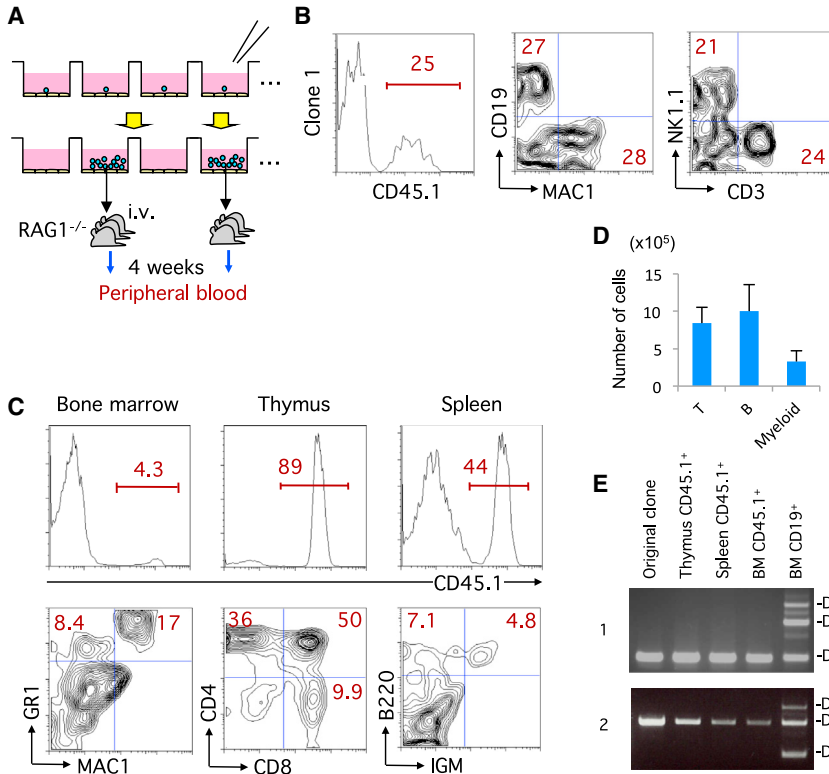 A
...
...
RAG1-/-
i.v.
4 weeks
Peripheral blood
B
Clone 1
25
CD45.1
27
28
CD19
MAC1
21
24
NK1.1
CD3
C
Bone marrow
Thymus
Spleen
4.3
89
44
CD45.1
8.4
17
GR1
MAC1
36
50
9.9
CD4
CD8
7.1
4.8
B220
IGM
D
(x10⁵)
Number of cells
15
10
5
0
T
B
Myeloid
E
Original clone
Thymus CD45.1+
Spleen CD45.1+
BM CD45.1+
BM CD19+
1
-D
-D
-D
2
-D
-D
-D